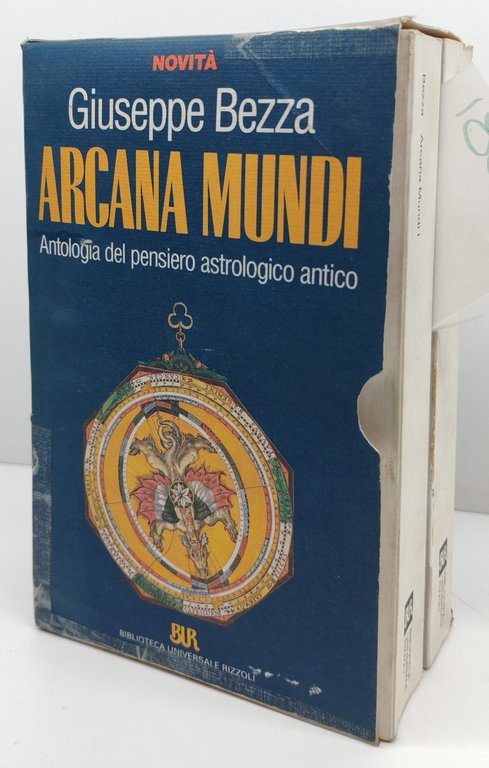 NOVITÀ
Giuseppe Bezza
ARCANA MUNDI
Antologia del pensiero astrologico antico
BUR
BIBLIOTECA UNIVERSALE RIZZOLI
Bezza Arcana Mundi I